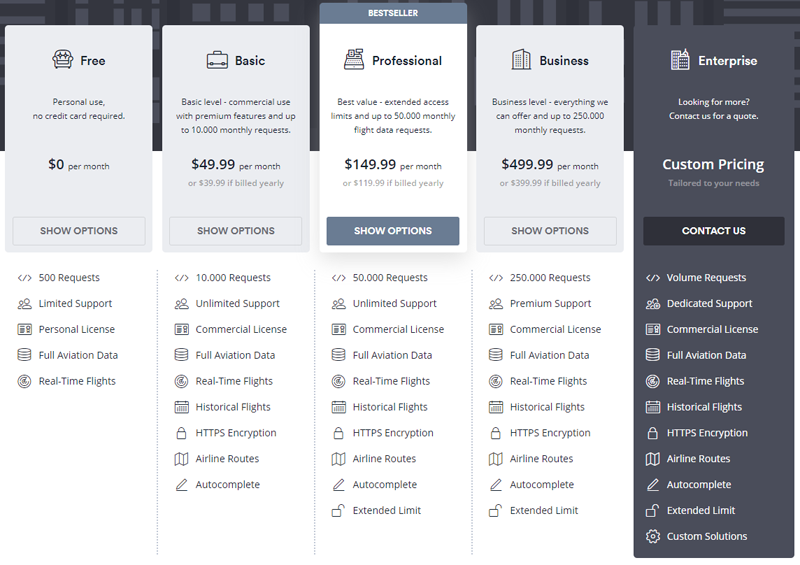 BESTSELLER
Free
Personal use,
no credit card required.
$0 per month
SHOW OPTIONS
500 Requests
Limited Support
Personal License
Full Aviation Data
Real-Time Flights
Basic
Basic level - commercial use
with premium features and up
to 10.000 monthly requests.
$49.99 per month
or $39.99 if billed yearly
SHOW OPTIONS
10.000 Requests
Unlimited Support
Commercial License
Full Aviation Data
Real-Time Flights
Historical Flights
HTTPS Encryption
Airline Routes
Autocomplete
Professional
Best value - extended access
limits and up to 50.000 monthly
flight data requests.
$149.99 per month
or $119.99 if billed yearly
SHOW OPTIONS
50.000 Requests
Unlimited Support
Commercial License
Full Aviation Data
Real-Time Flights
Historical Flights
HTTPS Encryption
Airline Routes
Autocomplete
Extended Limit
Business
Business level - everything we
can offer and up to 250.000
monthly requests.
$499.99 per month
or $399.99 if billed yearly
SHOW OPTIONS
250.000 Requests
Premium Support
Commercial License
Full Aviation Data
Real-Time Flights
Historical Flights
HTTPS Encryption
Airline Routes
Autocomplete
Extended Limit
Enterprise
Looking for more?
Contact us for a quote.
Custom Pricing
Tailored to your needs
CONTACT US
Volume Requests
Dedicated Support
Commercial License
Full Aviation Data
Real-Time Flights
Historical Flights
HTTPS Encryption
Airline Routes
Autocomplete
Extended Limit
Custom Solutions